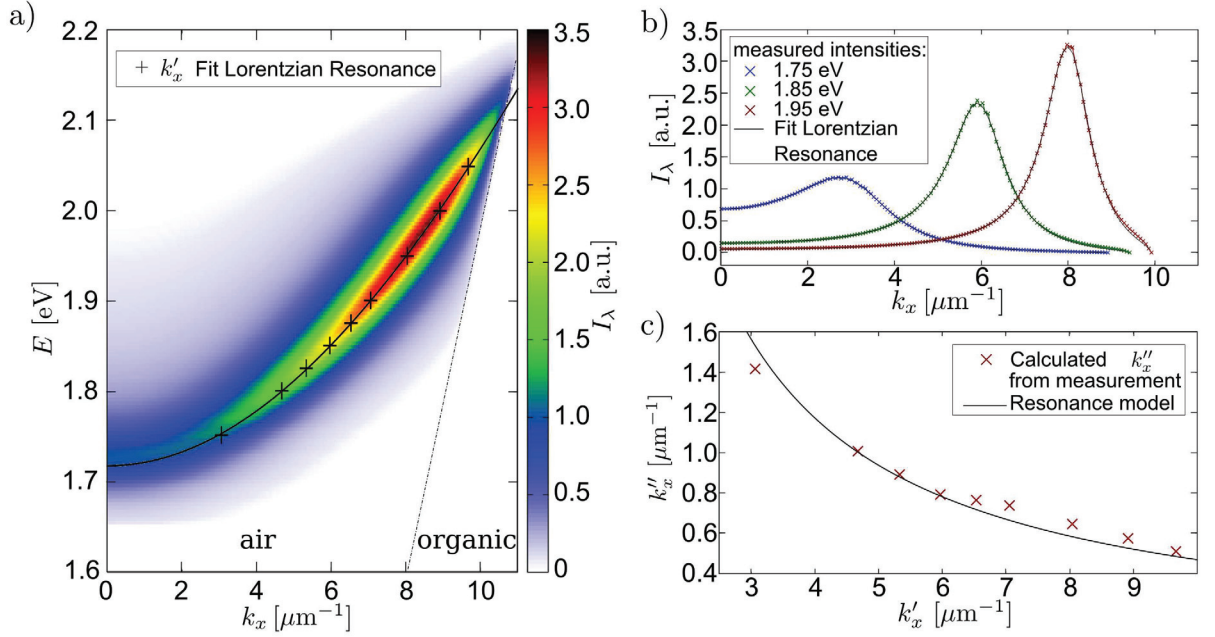 a)
2.2
2.1
2.0
1.9
1.8
1.7
1.6
E [eV]
+ k′ₓ Fit Lorentzian Resonance
air
organic
0 2 4 6 8 10
kₓ [μm⁻¹]
3.5
3.0
2.5
2.0
1.5
1.0
0.5
0
I_λ [a.u.]
b)
3.5
3.0
2.5
2.0
1.5
1.0
0.5
0.0
I_λ [a.u.]
measured intensities:
× 1.75 eV
× 1.85 eV
× 1.95 eV
Fit Lorentzian
Resonance
0 2 4 6 8 10
kₓ [μm⁻¹]
c)
1.6
1.4
1.2
1.0
0.8
0.6
0.4
k″ₓ [μm⁻¹]
× Calculated k″ₓ
from measurement
Resonance model
3 4 5 6 7 8 9
k′ₓ [μm⁻¹]